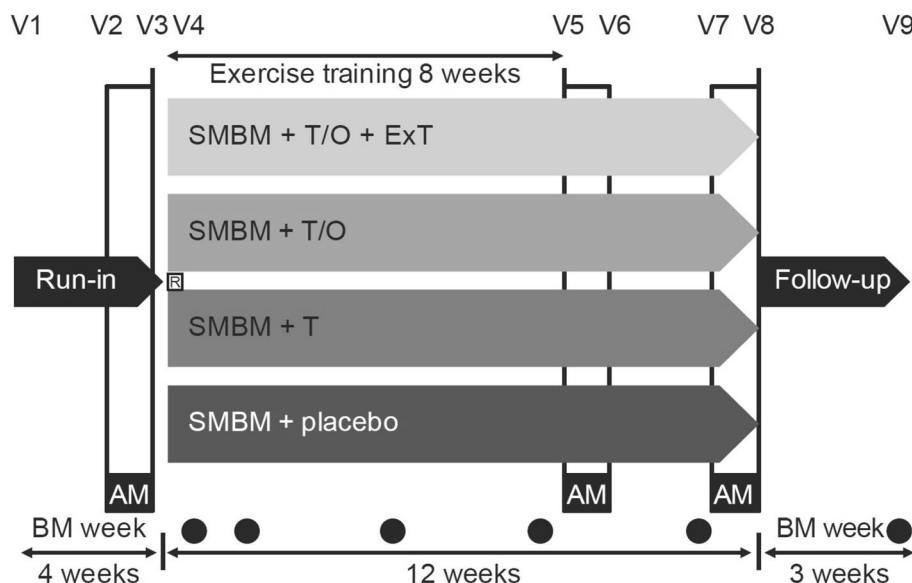 V1 V2 V3 V4 V5 V6 V7 V8 V9
Exercise training 8 weeks
SMBM + T/O + ExT
SMBM + T/O
Run-in
R
Follow-up
SMBM + T
SMBM + placebo
AM AM AM
BM week BM week
4 weeks 12 weeks 3 weeks